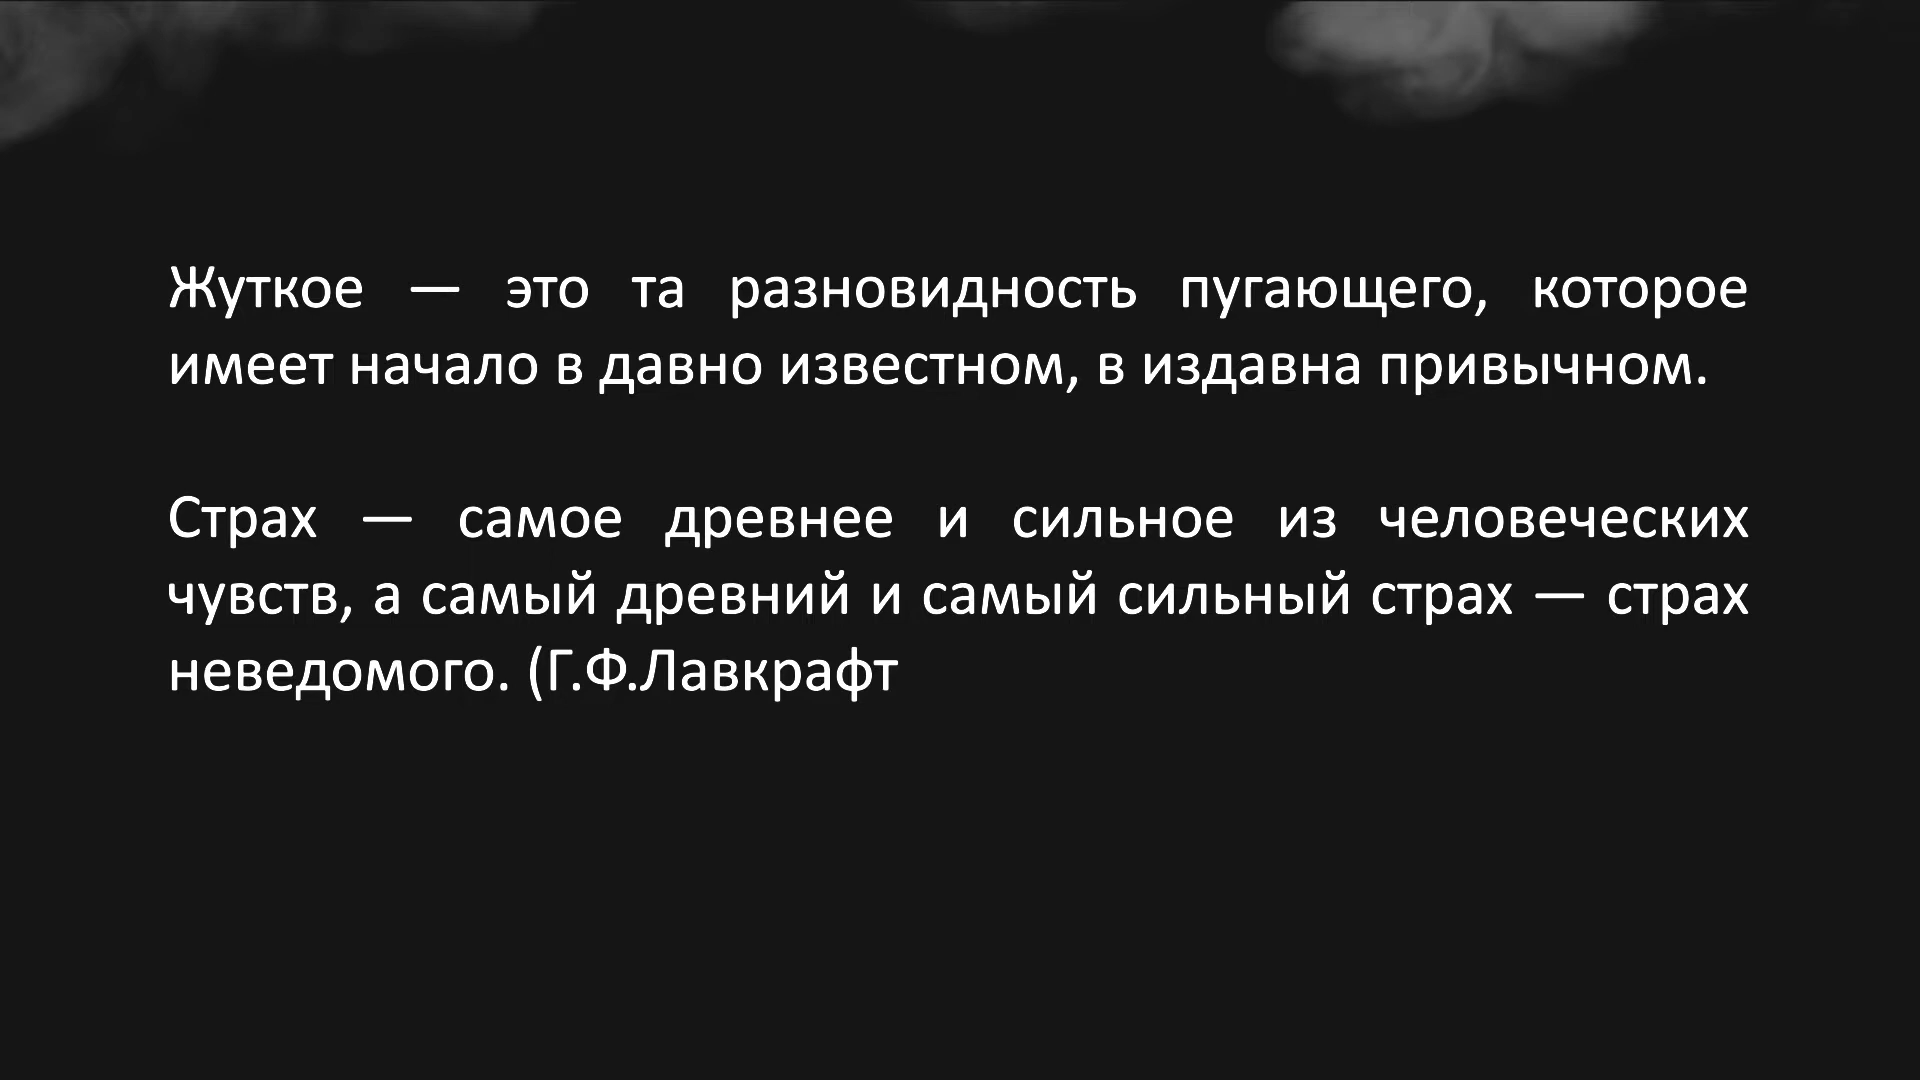 Жуткое — это та разновидность пугающего, которое
имеет начало в давно известном, в издавна привычном.
Страх — самое древнее и сильное из человеческих
чувств, а самый древний и самый сильный страх — страх
неведомого. (Г.Ф.Лавкрафт